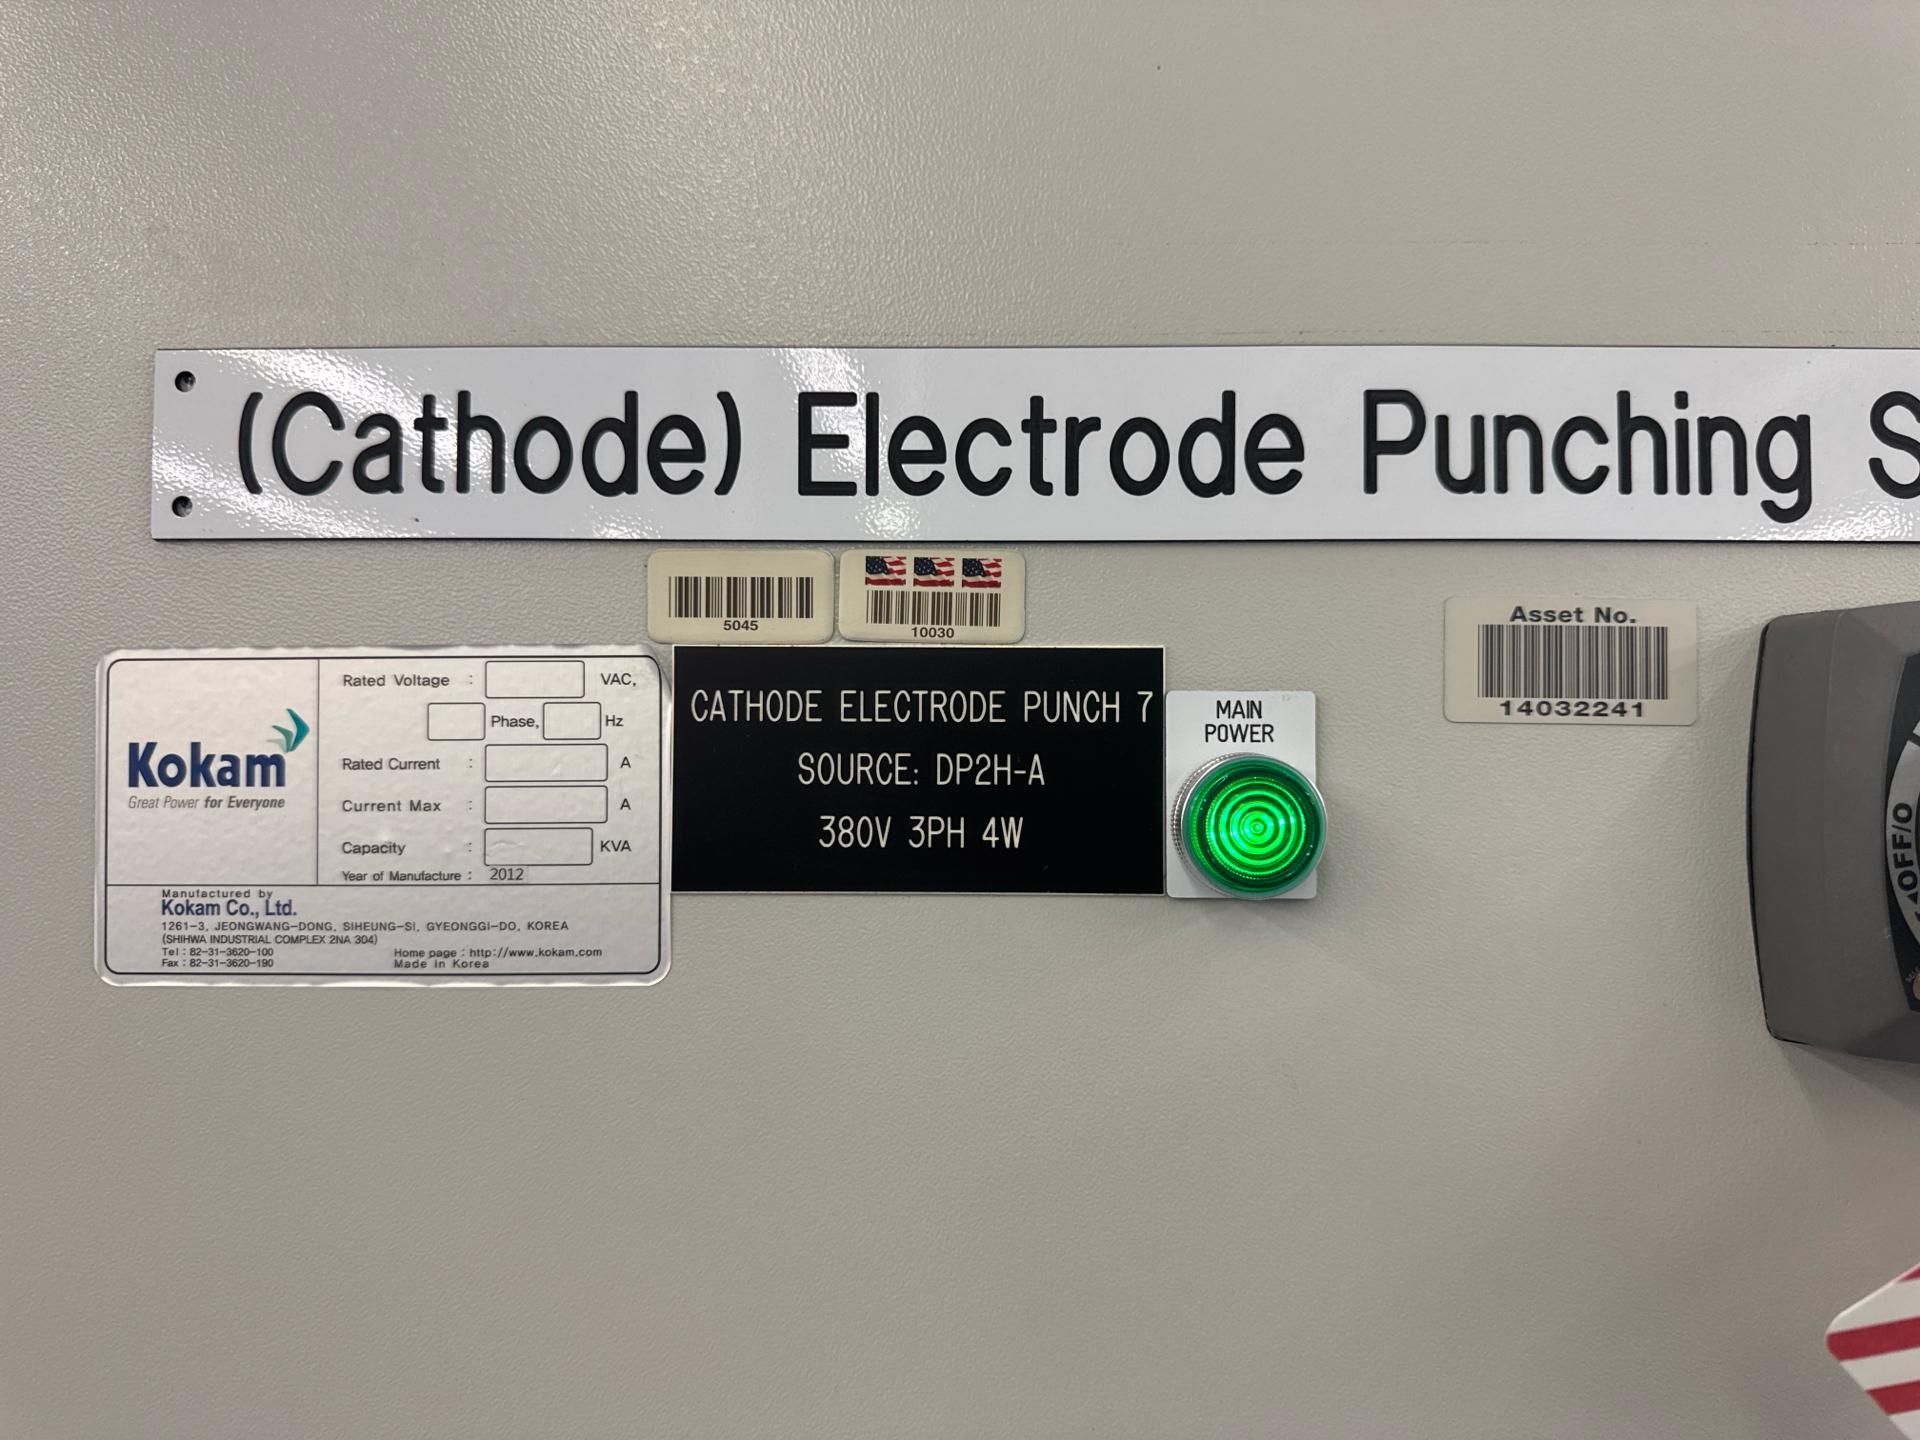 (Cathode) Electrode Punching S
5045
10030
Asset No.
14032241
Kokam
Great Power for Everyone
Rated Voltage : VAC,
Phase, Hz
Rated Current : A
Current Max : A
Capacity : KVA
Year of Manufacture : 2012
Manufactured by
Kokam Co., Ltd.
1261-3, JEONGWANG-DONG, SIHEUNG-SI, GYEONGGI-DO, KOREA
(SHIHWA INDUSTRIAL COMPLEX 2NA 304)
Tel : 82-31-3620-100
Fax : 82-31-3620-190
Home page : http://www.kokam.com
Made in Korea
CATHODE ELECTRODE PUNCH 7
SOURCE: DP2H-A
380V 3PH 4W
MAIN
POWER
OFF/O